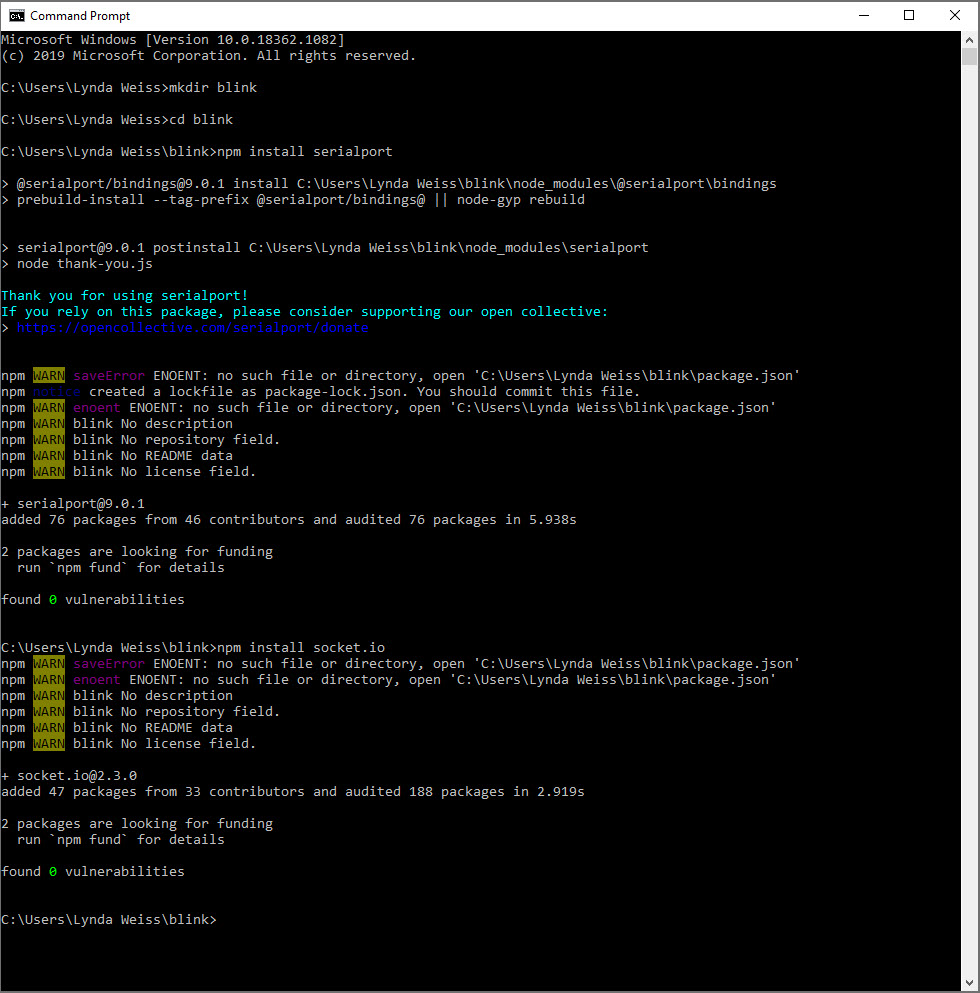 Command Prompt
Microsoft Windows [Version 10.0.18362.1082]
(c) 2019 Microsoft Corporation. All rights reserved.
C:\Users\Lynda Weiss>mkdir blink
C:\Users\Lynda Weiss>cd blink
C:\Users\Lynda Weiss\blink>npm install serialport
> @serialport/bindings@9.0.1 install C:\Users\Lynda Weiss\blink\node_modules\@serialport\bindings
> prebuild-install --tag-prefix @serialport/bindings@ || node-gyp rebuild
> serialport@9.0.1 postinstall C:\Users\Lynda Weiss\blink\node_modules\serialport
> node thank-you.js
Thank you for using serialport!
If you rely on this package, please consider supporting our open collective:
> https://opencollective.com/serialport/donate
npm WARN saveError ENOENT: no such file or directory, open 'C:\Users\Lynda Weiss\blink\package.json'
npm notice created a lockfile as package-lock.json. You should commit this file.
npm WARN enoent ENOENT: no such file or directory, open 'C:\Users\Lynda Weiss\blink\package.json'
npm WARN blink No description
npm WARN blink No repository field.
npm WARN blink No README data
npm WARN blink No license field.
+ serialport@9.0.1
added 76 packages from 46 contributors and audited 76 packages in 5.938s
2 packages are looking for funding
  run `npm fund` for details
found 0 vulnerabilities
C:\Users\Lynda Weiss\blink>npm install socket.io
npm WARN saveError ENOENT: no such file or directory, open 'C:\Users\Lynda Weiss\blink\package.json'
npm WARN enoent ENOENT: no such file or directory, open 'C:\Users\Lynda Weiss\blink\package.json'
npm WARN blink No description
npm WARN blink No repository field.
npm WARN blink No README data
npm WARN blink No license field.
+ socket.io@2.3.0
added 47 packages from 33 contributors and audited 188 packages in 2.919s
2 packages are looking for funding
  run `npm fund` for details
found 0 vulnerabilities
C:\Users\Lynda Weiss\blink>